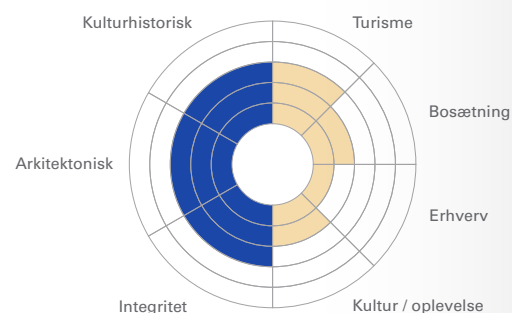 Kulturhistorisk
Turisme
Bosætning
Arkitektonisk
Erhverv
Integritet
Kultur / oplevelse